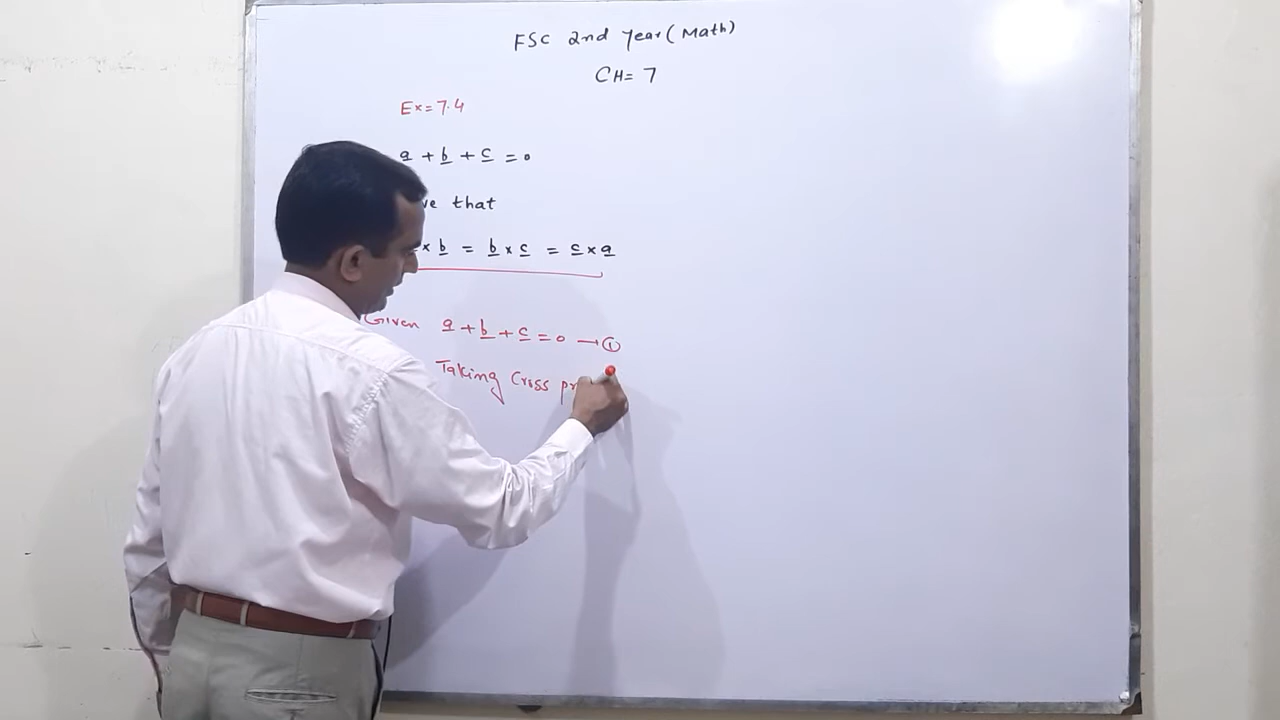 FSC 2nd Year (Math)
CH= 7
Ex= 7.4
a + b + c = 0
that
× b = b × c = c × a
Given a + b + c = 0 → ①
Taking Cross